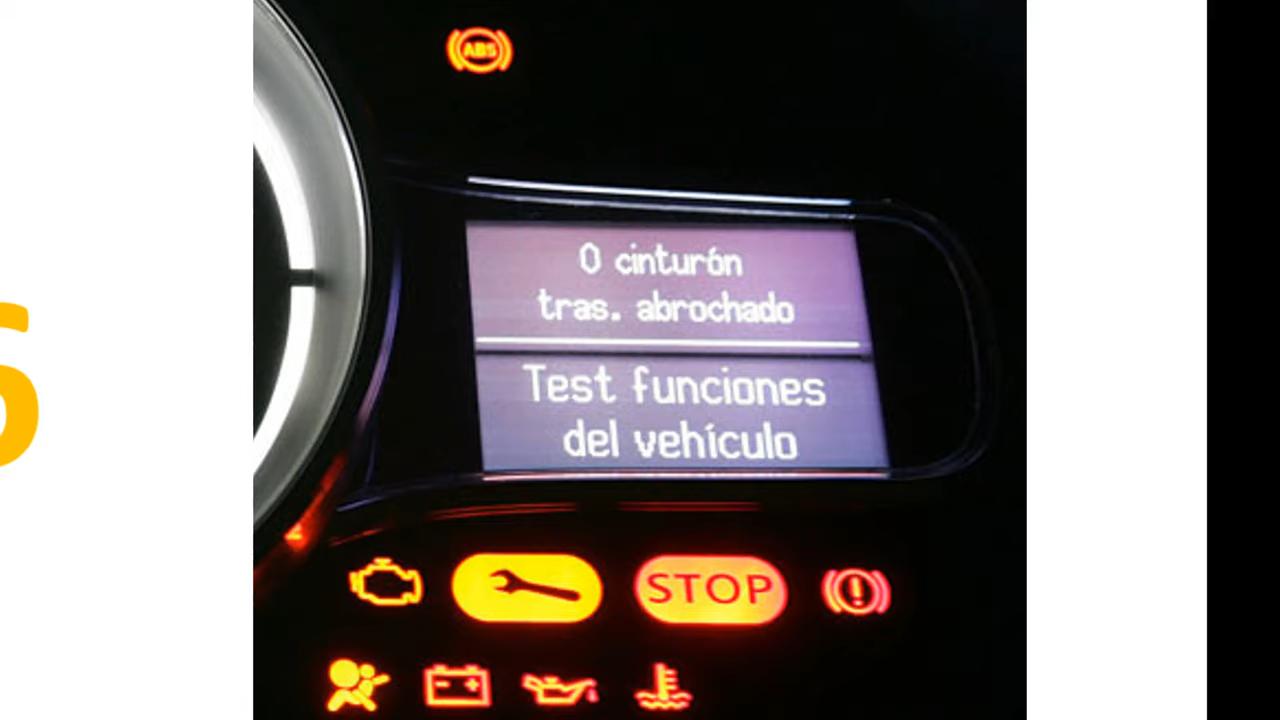 ABS
0 cinturón
tras. abrochado
Test funciones
del vehículo
STOP